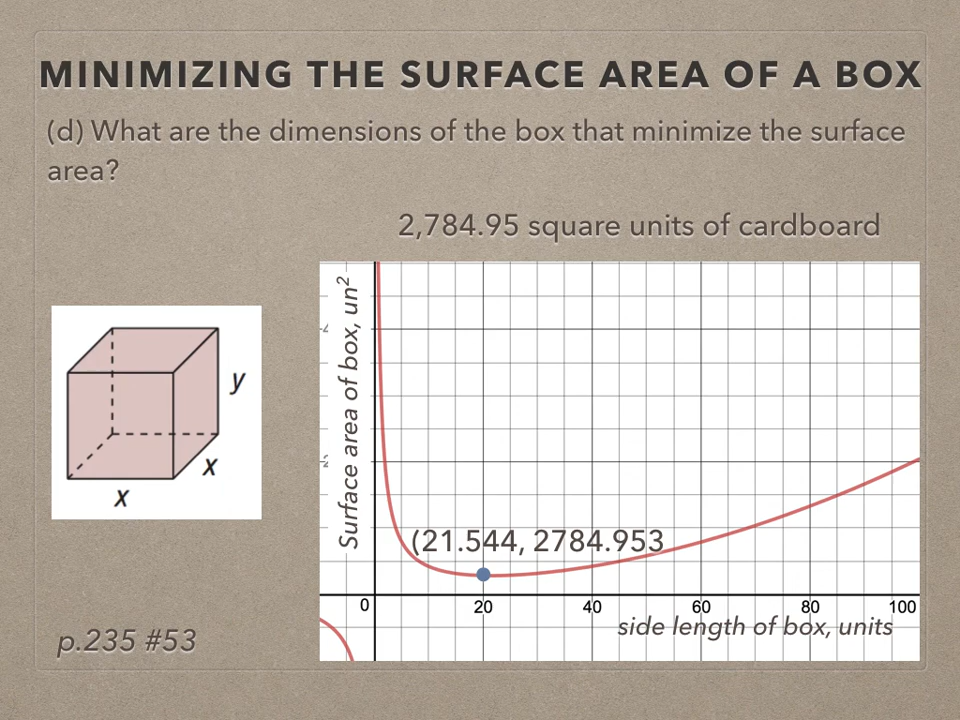 MINIMIZING THE SURFACE AREA OF A BOX
(d) What are the dimensions of the box that minimize the surface
area?
2,784.95 square units of cardboard
Surface area of box, un²
y
x
x
(21.544, 2784.953
0 20 40 60 80 100
side length of box, units
p.235 #53